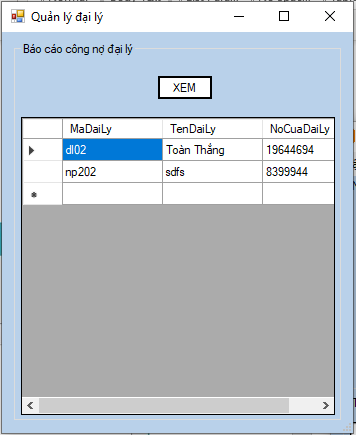 Quản lý đại lý
Báo cáo công nợ đại lý
XEM
MaDaiLy TenDaiLy NoCuaDaiLy
dl02 Toàn Thắng 19644694
np202 sdfs 8399944